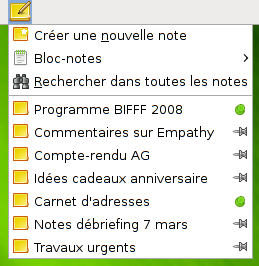 Créer une nouvelle note
Bloc-notes
Rechercher dans toutes les notes
Programme BIFFF 2008
Commentaires sur Empathy
Compte-rendu AG
Idées cadeaux anniversaire
Carnet d'adresses
Notes débriefing 7 mars
Travaux urgents